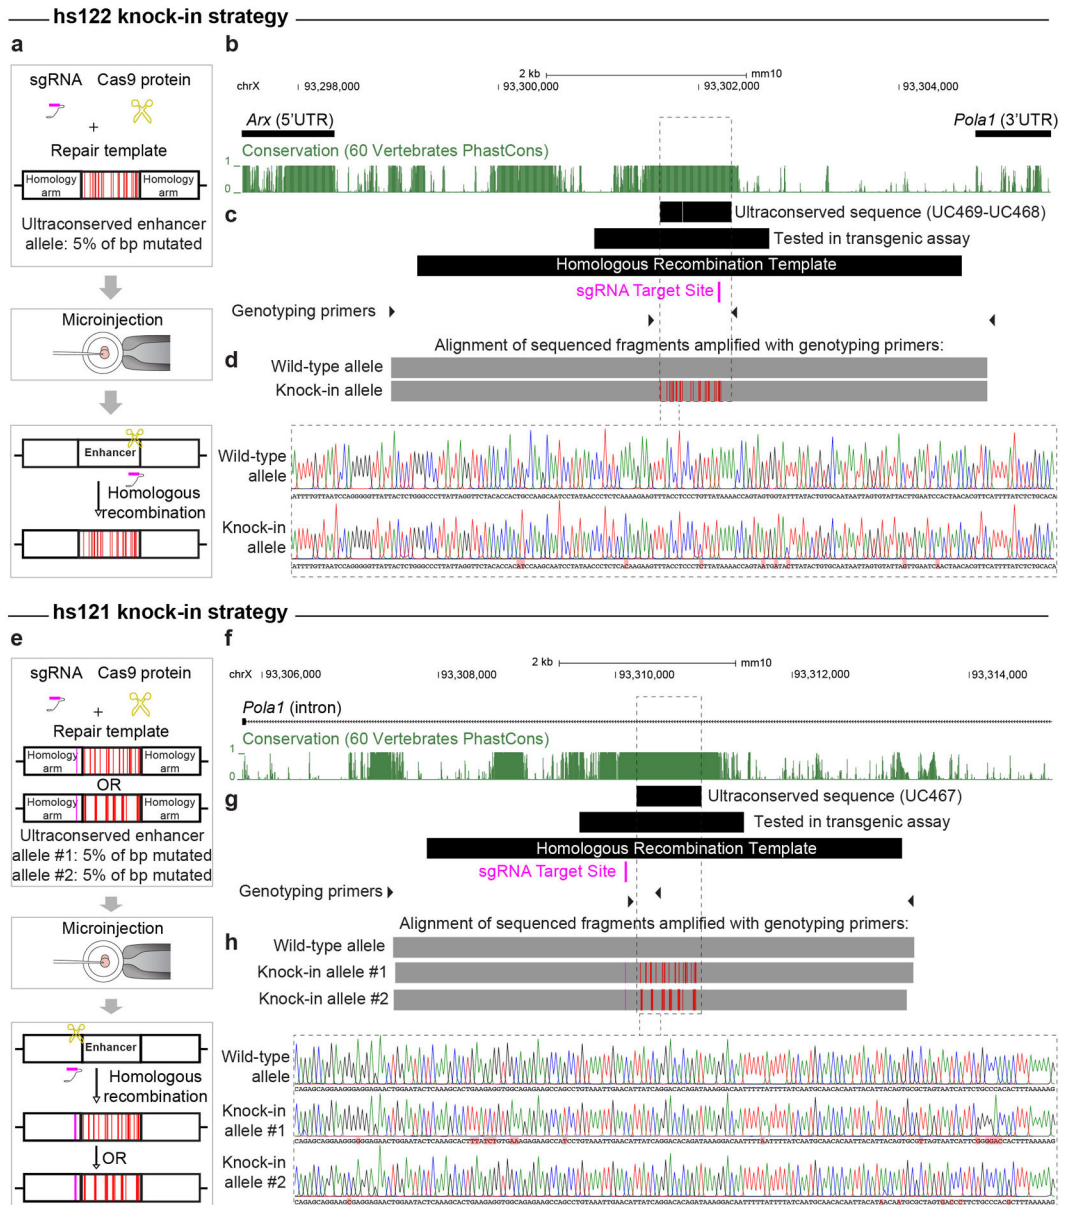 hs122 knock-in strategy
a
sgRNA Cas9 protein
+
Repair template
Homology arm
Homology arm
Ultraconserved enhancer
allele: 5% of bp mutated
Microinjection
Enhancer
Homologous
recombination
b
2 kb mm10
chrX 93,298,000 93,300,000 93,302,000 93,304,000
Arx (5'UTR) Pola1 (3'UTR)
Conservation (60 Vertebrates PhastCons)
1
0
c
Ultraconserved sequence (UC469-UC468)
Tested in transgenic assay
Homologous Recombination Template
sgRNA Target Site
Genotyping primers
Alignment of sequenced fragments amplified with genotyping primers:
d
Wild-type allele
Knock-in allele
Wild-type
allele
Knock-in
allele
hs121 knock-in strategy
e
sgRNA Cas9 protein
+
Repair template
Homology arm
Homology arm
OR
Homology arm
Homology arm
Ultraconserved enhancer
allele #1: 5% of bp mutated
allele #2: 5% of bp mutated
Microinjection
Enhancer
Homologous
recombination
OR
f
2 kb mm10
chrX 93,306,000 93,308,000 93,310,000 93,312,000 93,314,000
Pola1 (intron)
Conservation (60 Vertebrates PhastCons)
1
0
g
Ultraconserved sequence (UC467)
Tested in transgenic assay
Homologous Recombination Template
sgRNA Target Site
Genotyping primers
Alignment of sequenced fragments amplified with genotyping primers:
h
Wild-type allele
Knock-in allele #1
Knock-in allele #2
Wild-type
allele
Knock-in
allele #1
Knock-in
allele #2